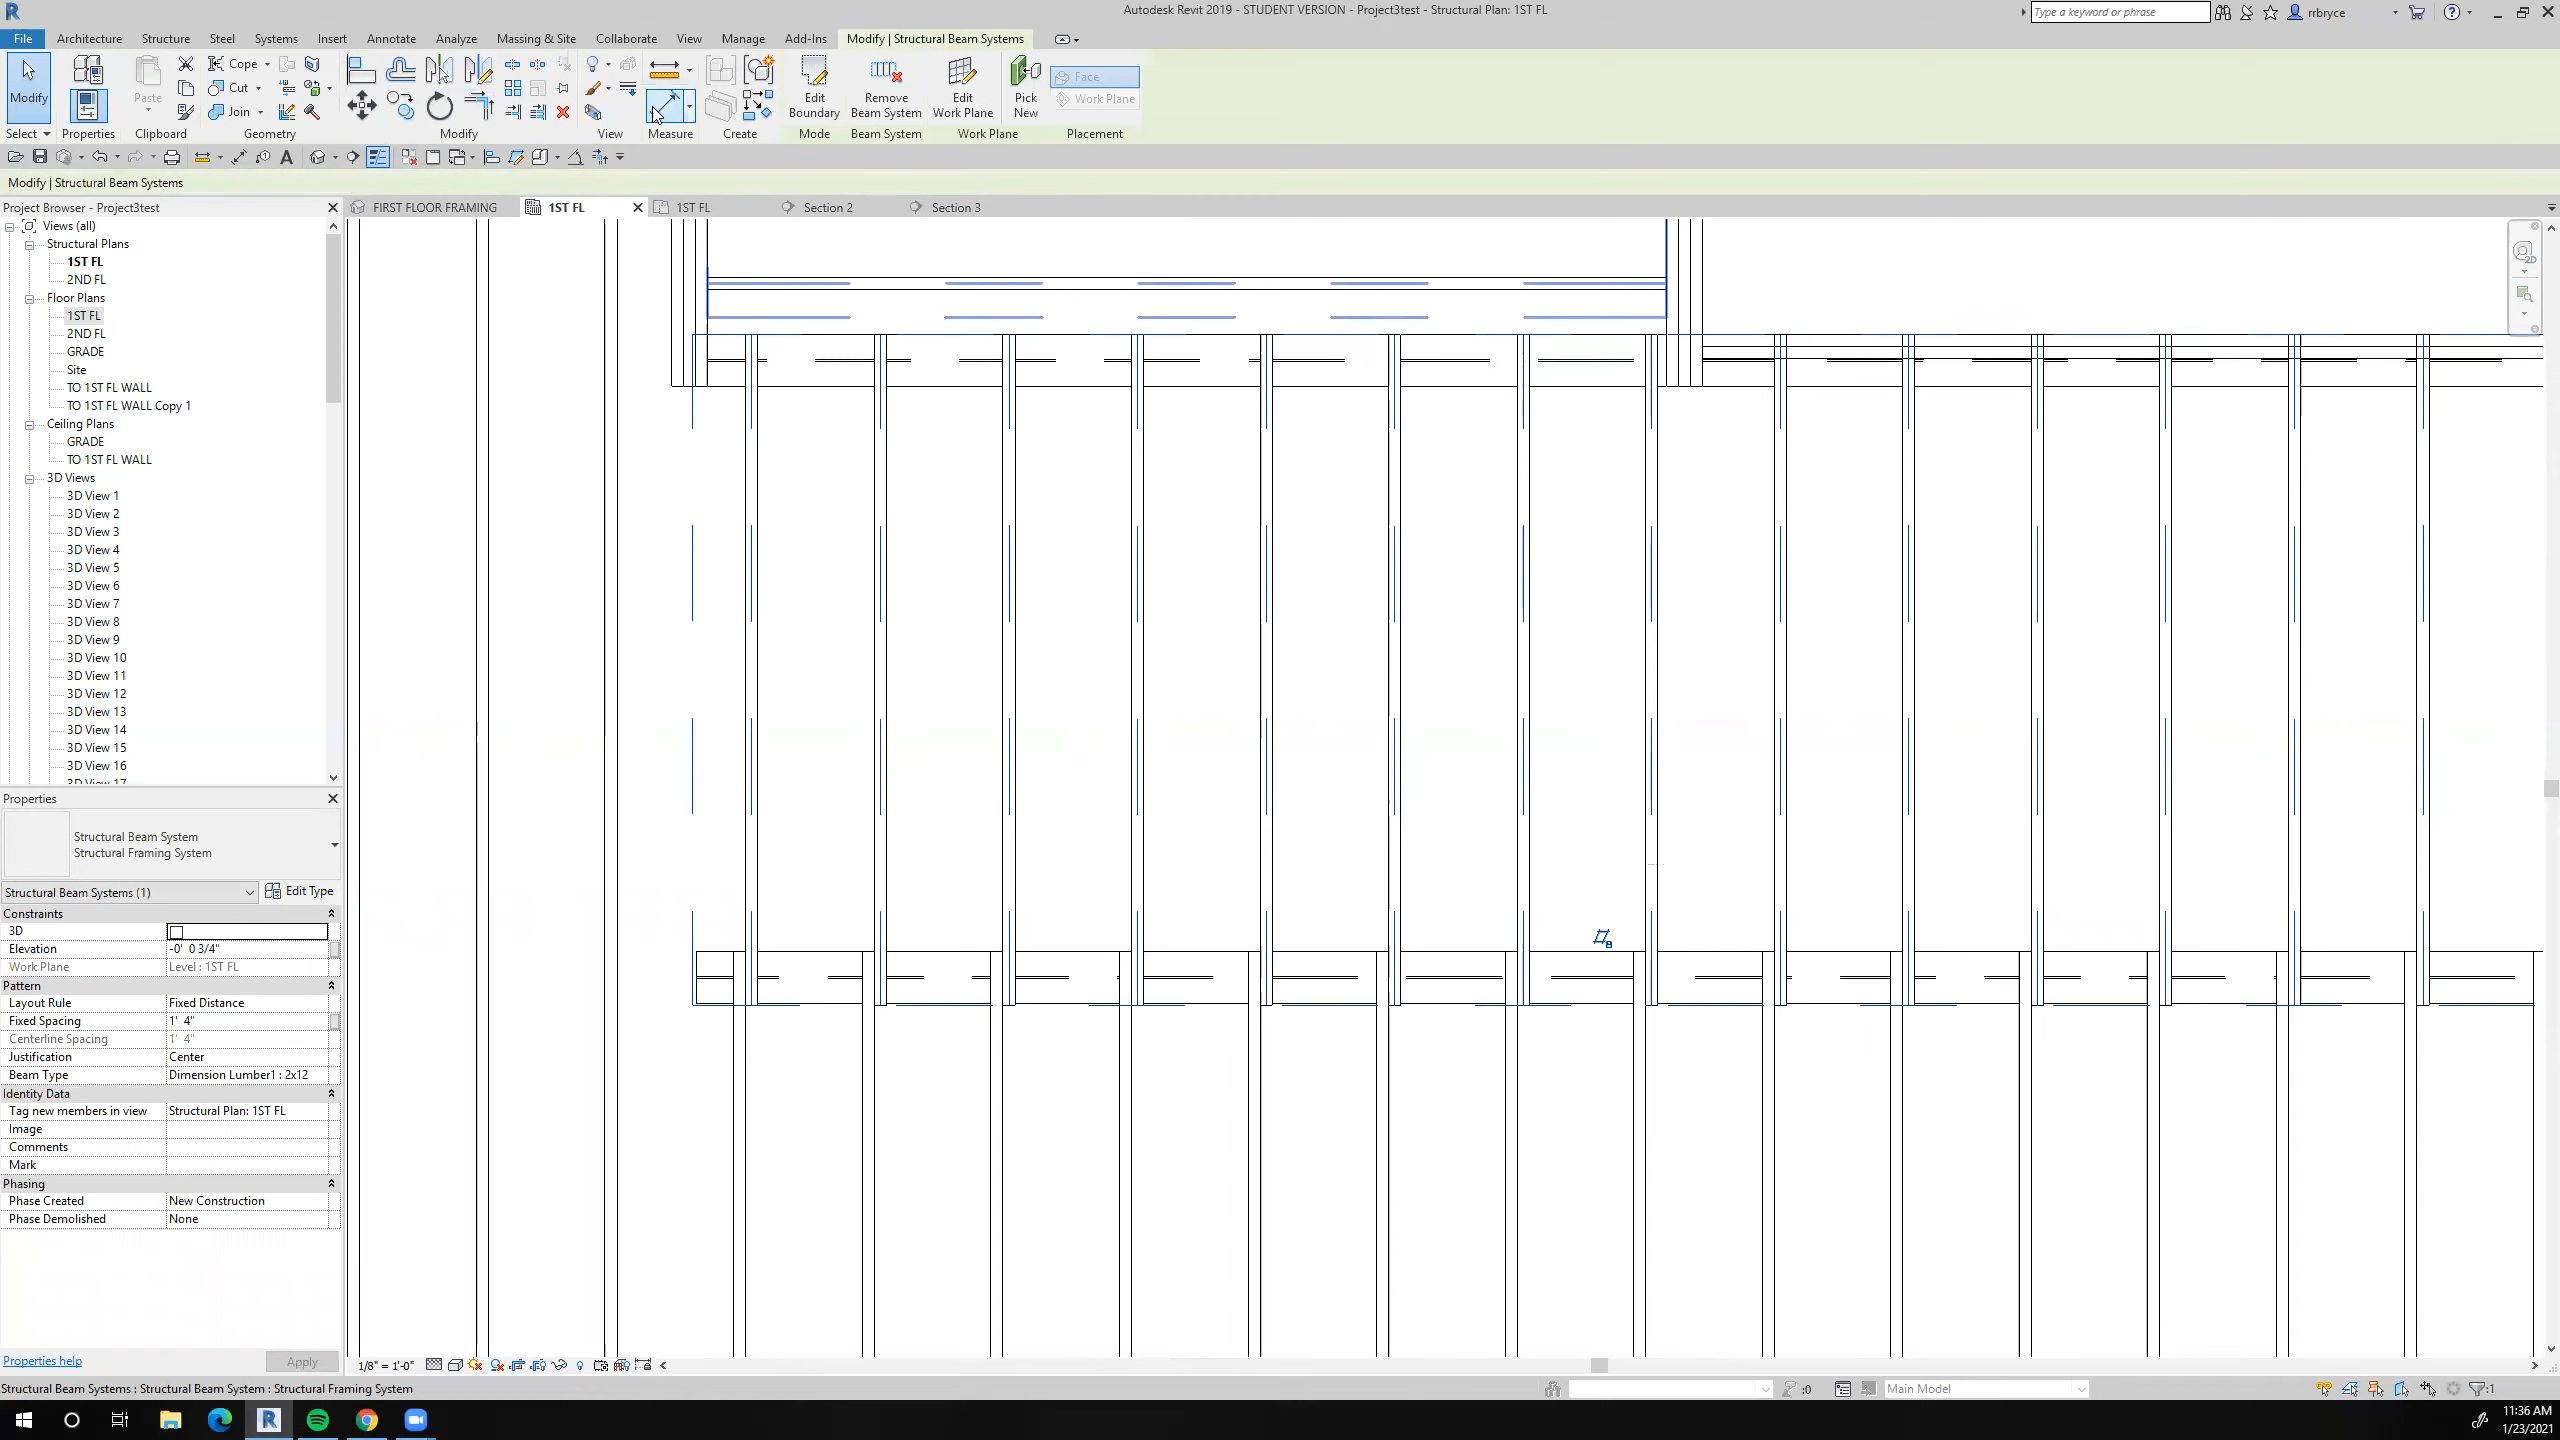 Autodesk Revit 2019 - STUDENT VERSION - Project3test - Structural Plan: 1ST FL
Type a keyword or phrase
rrbryce
File Architecture Structure Steel Systems Insert Annotate Analyze Massing & Site Collaborate View Manage Add-Ins Modify | Structural Beam Systems
Modify
Paste
Cope
Cut
Join
Edit Boundary
Remove Beam System
Edit Work Plane
Pick New
Face
Work Plane
Select Properties Clipboard Geometry Modify View Measure Create Mode Beam System Work Plane Placement
Modify | Structural Beam Systems
Project Browser - Project3test
FIRST FLOOR FRAMING
1ST FL
1ST FL
Section 2
Section 3
Views (all)
Structural Plans
1ST FL
2ND FL
Floor Plans
1ST FL
2ND FL
GRADE
Site
TO 1ST FL WALL
TO 1ST FL WALL Copy 1
Ceiling Plans
GRADE
TO 1ST FL WALL
3D Views
3D View 1
3D View 2
3D View 3
3D View 4
3D View 5
3D View 6
3D View 7
3D View 8
3D View 9
3D View 10
3D View 11
3D View 12
3D View 13
3D View 14
3D View 15
3D View 16
3D View 17
Properties
Structural Beam System
Structural Framing System
Structural Beam Systems (1)
Edit Type
Constraints
3D
Elevation -0' 0 3/4"
Work Plane Level : 1ST FL
Pattern
Layout Rule Fixed Distance
Fixed Spacing 1' 4"
Centerline Spacing 1' 4"
Justification Center
Beam Type Dimension Lumber1 : 2x12
Identity Data
Tag new members in view Structural Plan: 1ST FL
Image
Comments
Mark
Phasing
Phase Created New Construction
Phase Demolished None
Properties help
Apply
1/8" = 1'-0"
Structural Beam Systems : Structural Beam System : Structural Framing System
:0
Main Model
:1
11:36 AM
1/23/2021